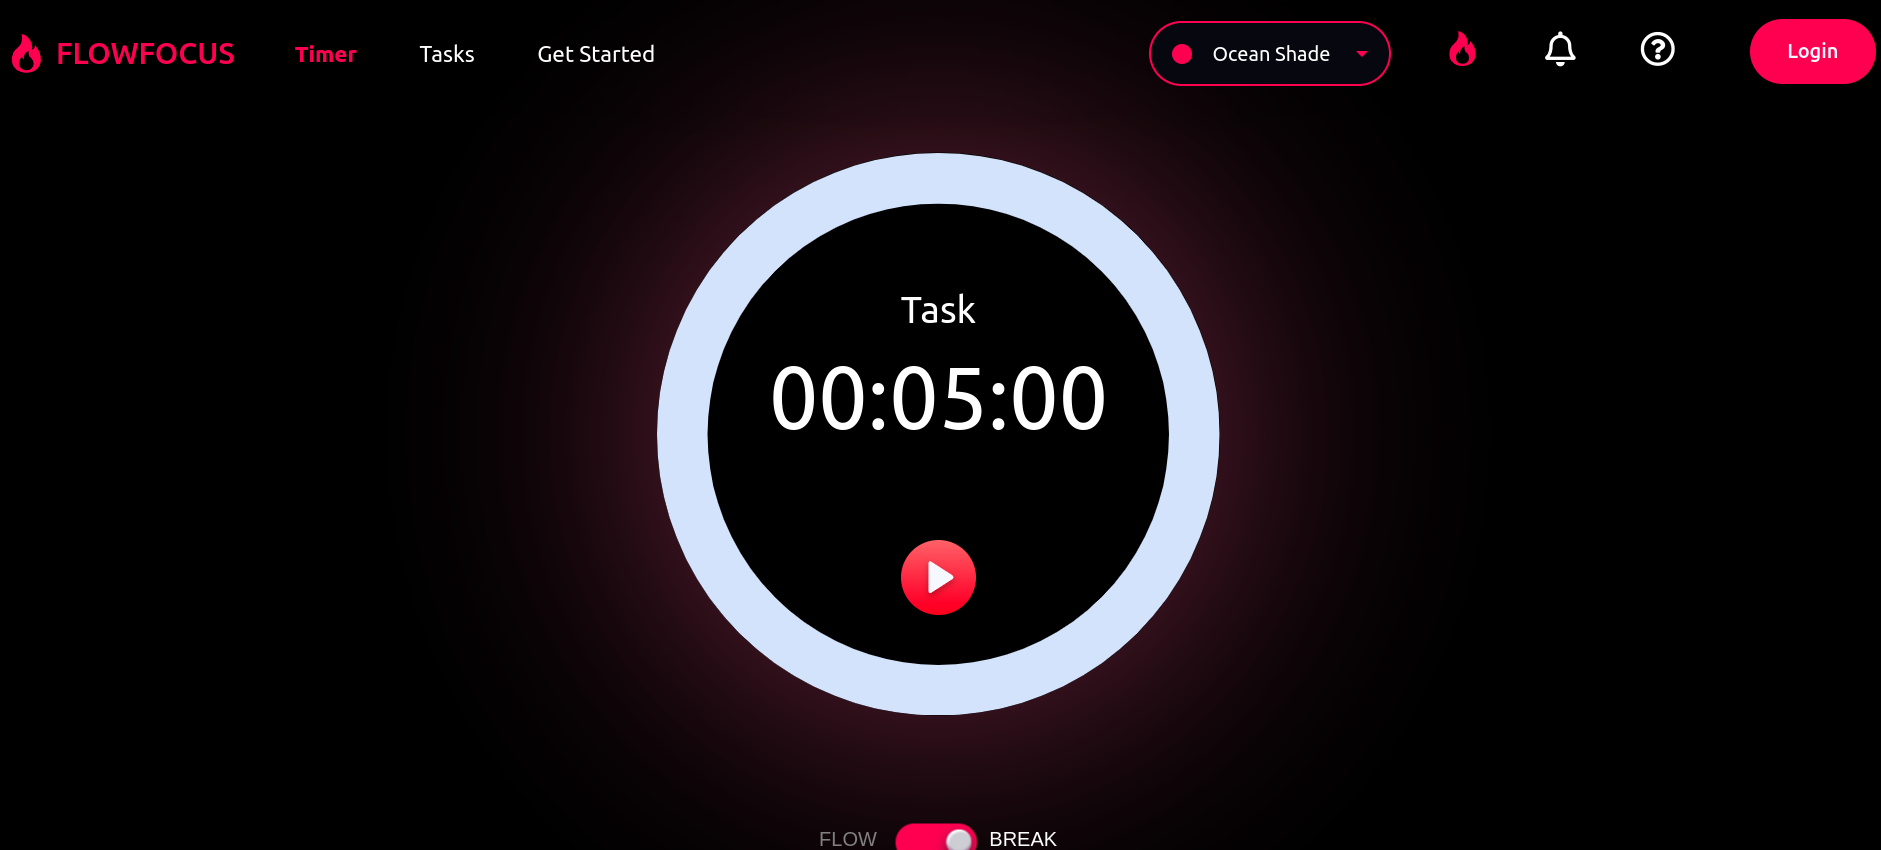 FLOWFOCUS Timer Tasks Get Started Ocean Shade Login
Task
00:05:00
FLOW BREAK